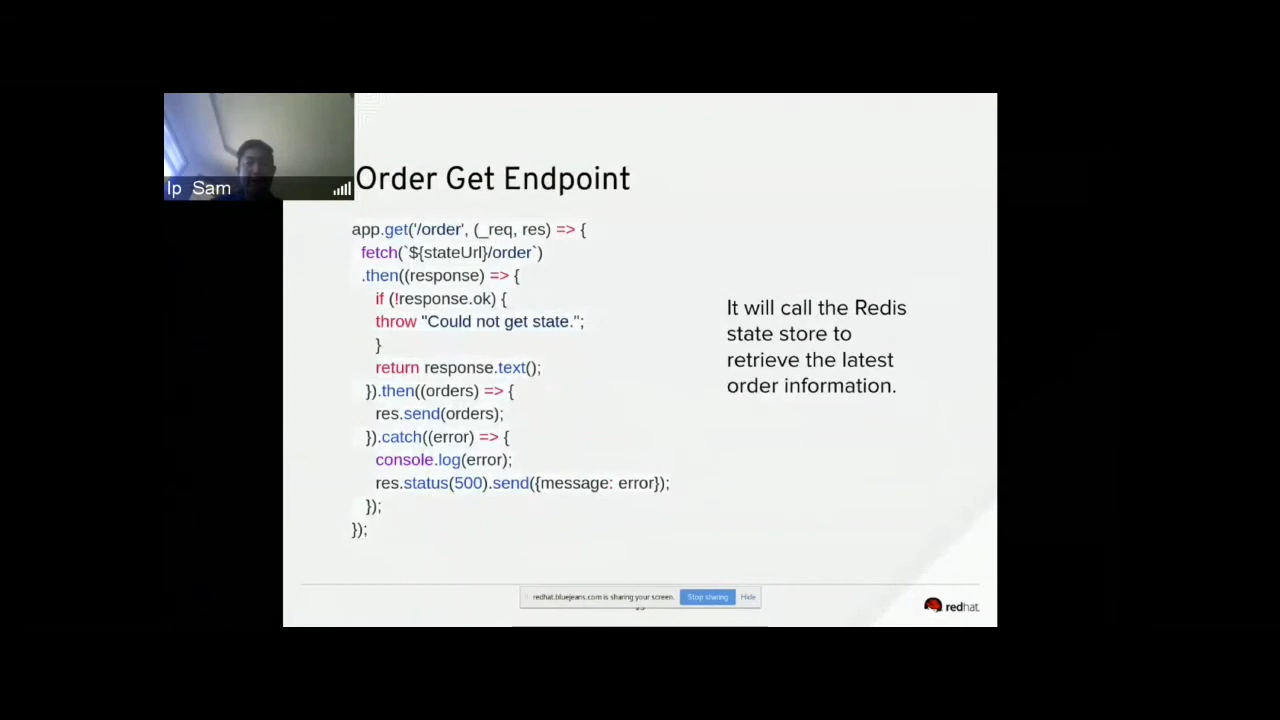 Ip Sam
Order Get Endpoint
app.get('/order', (_req, res) => {
fetch(`${stateUrl}/order`)
.then((response) => {
if (!response.ok) {
throw "Could not get state.";
}
return response.text();
}).then((orders) => {
res.send(orders);
}).catch((error) => {
console.log(error);
res.status(500).send({message: error});
});
});
It will call the Redis
state store to
retrieve the latest
order information.
redhat.bluejeans.com is sharing your screen. Stop sharing Hide
redhat.